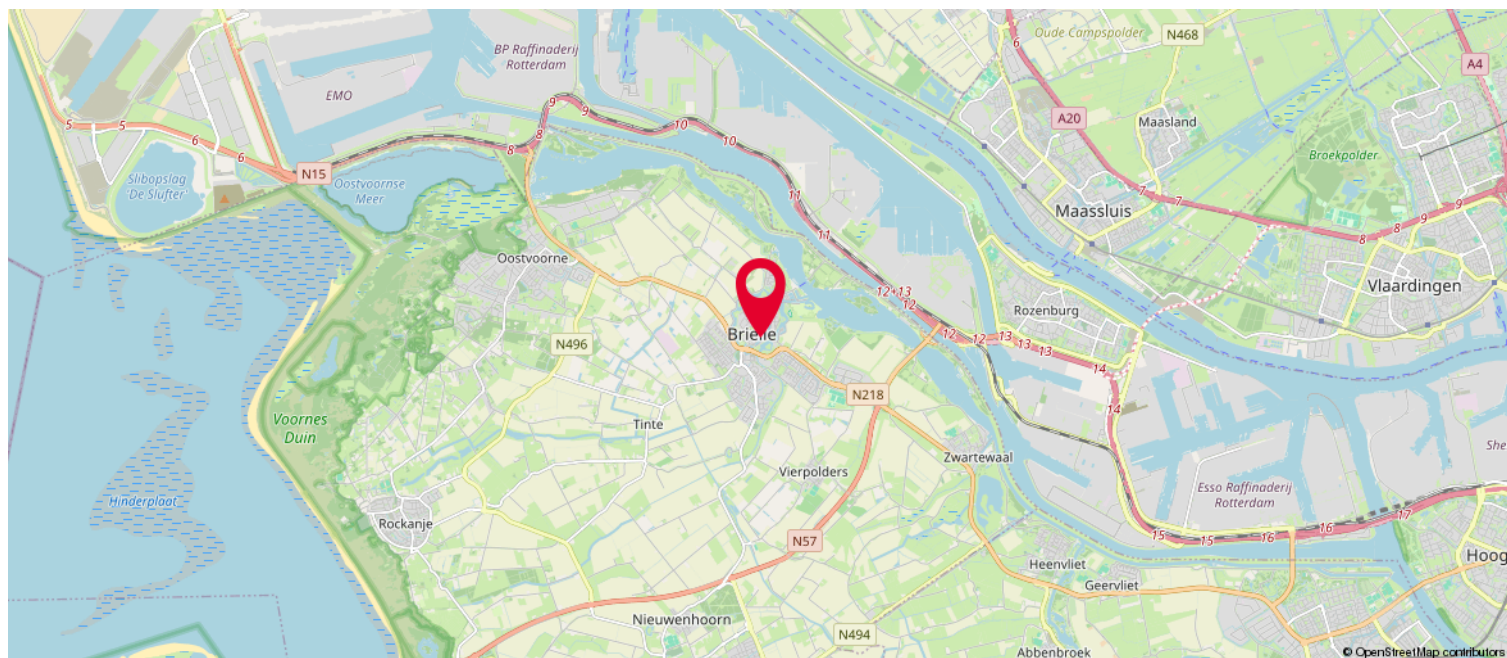 6
Oude Campspolder
N468
A4
BP Raffinaderij
Rotterdam
EMO
9
9
10
10
A20
Maasland
5
5
6
6
8
8
N15
Slibopslag
'De Slufter'
Oostvoornse
Meer
Broekpolder
7
7
11
11
Maassluis
8
8
9
9
Oostvoorne
12+13
12
Rozenburg
Vlaardingen
Brielle
12
12
13
13
13
14
14
N496
N218
Voornes
Duin
Tinte
Vierpolders
Zwartewaal
She
Hinderplaat
Esso Raffinaderij
Rotterdam
Rockanje
N57
15
15
16
16
17
Hoog
Heenvliet
Geervliet
Nieuwenhoorn
N494
Abbenbroek
© OpenStreetMap contributors